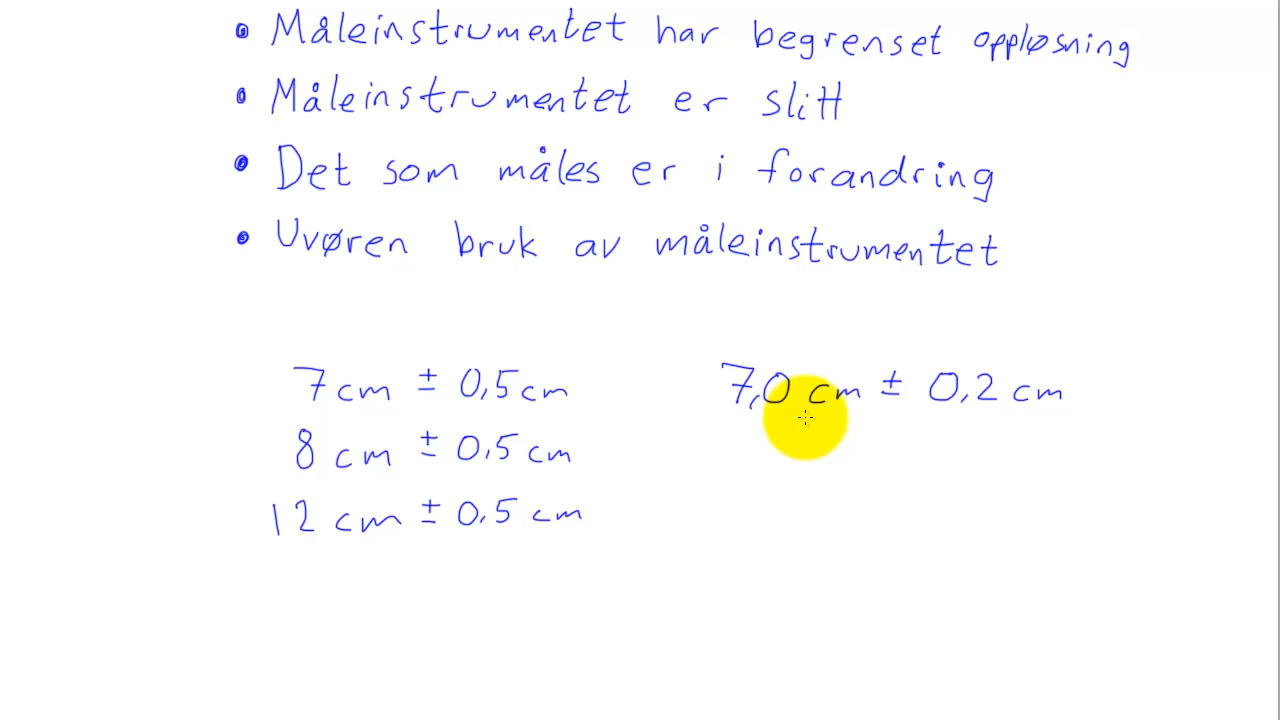 • Måleinstrumentet har begrenset oppløsning
• Måleinstrumentet er slitt
• Det som måles er i forandring
• Uvøren bruk av måleinstrumentet
7 cm ± 0,5 cm 7,0 cm ± 0,2 cm
8 cm ± 0,5 cm
12 cm ± 0,5 cm